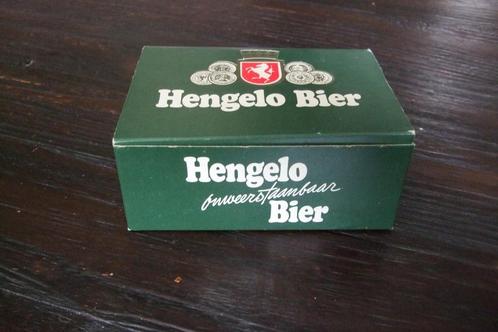 Hengelo Bier
Hengelo
onweerstaanbaar
Bier